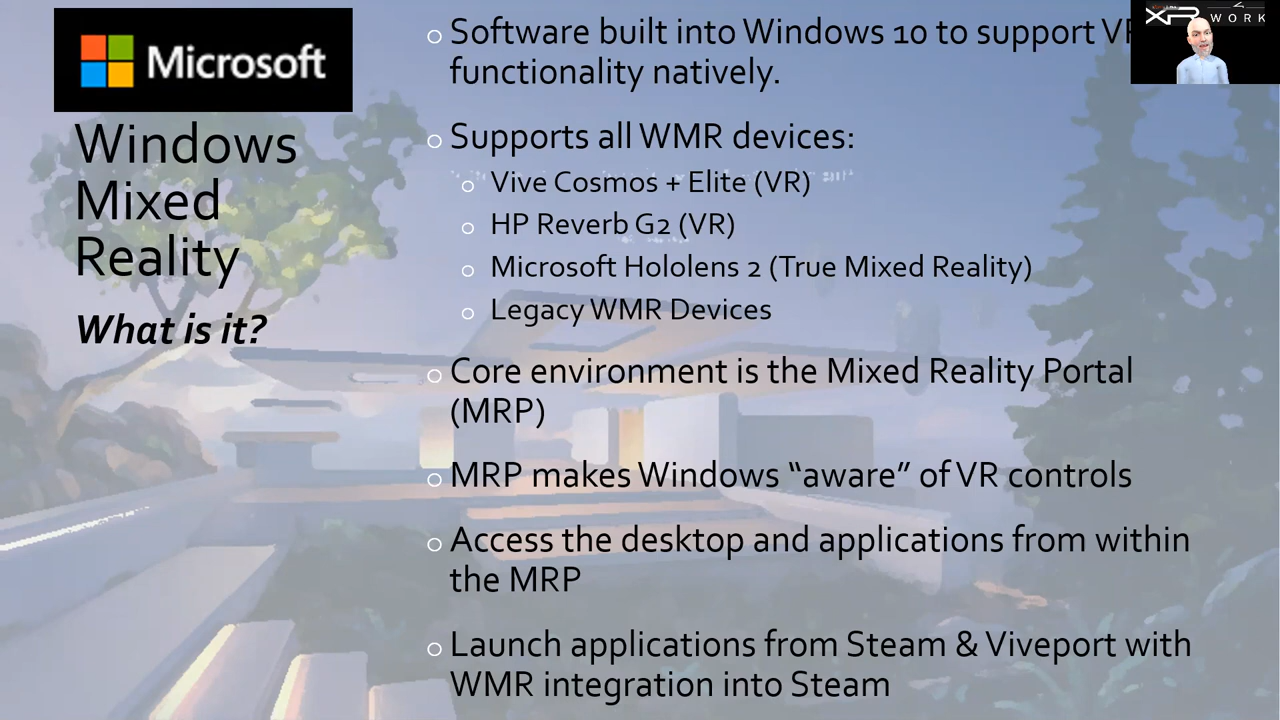 Microsoft
Windows
Mixed
Reality
What is it?
Software built into Windows 10 to support VR
functionality natively.
Supports all WMR devices:
Vive Cosmos + Elite (VR)
HP Reverb G2 (VR)
Microsoft Hololens 2 (True Mixed Reality)
Legacy WMR Devices
Core environment is the Mixed Reality Portal
(MRP)
MRP makes Windows “aware” of VR controls
Access the desktop and applications from within
the MRP
Launch applications from Steam & Viveport with
WMR integration into Steam
XR WORK